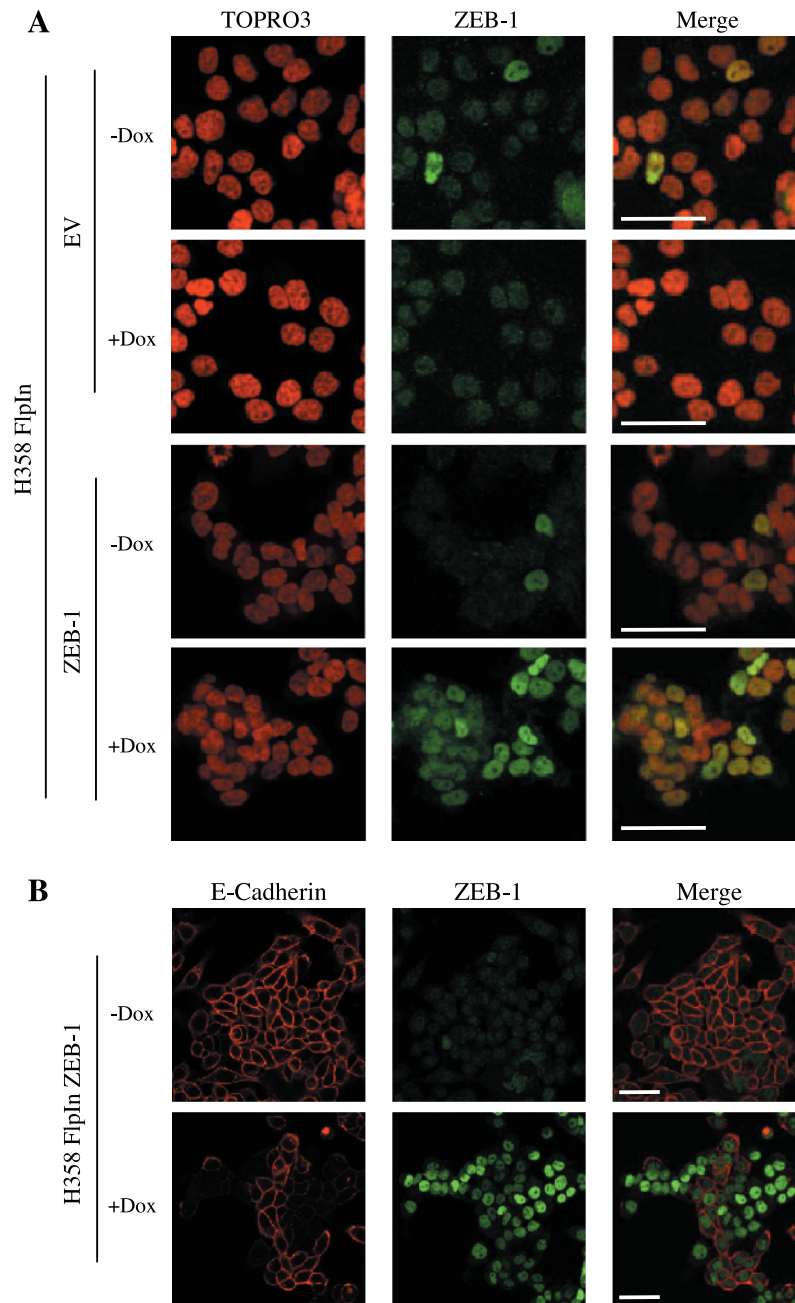 A
TOPRO3 ZEB-1 Merge
H358 FlpIn
EV
-Dox
+Dox
ZEB-1
-Dox
+Dox
B
E-Cadherin ZEB-1 Merge
H358 FlpIn ZEB-1
-Dox
+Dox